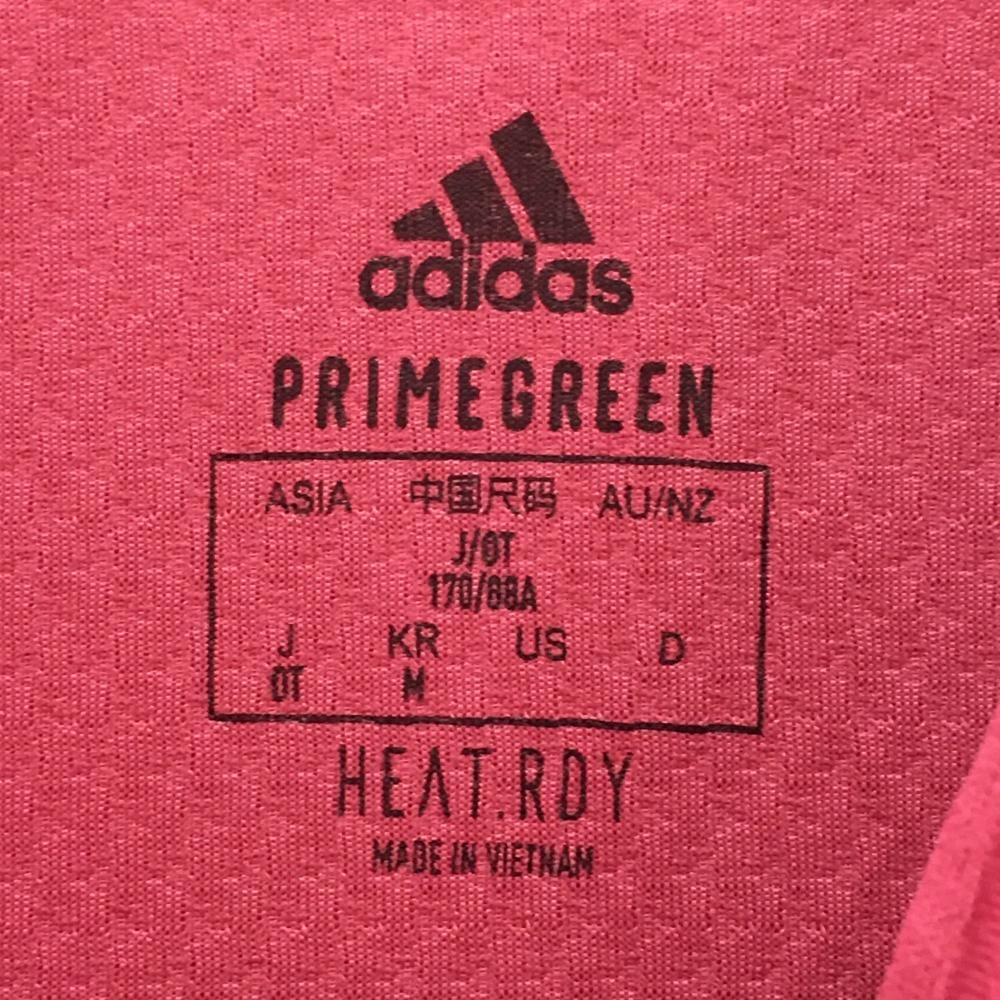 adidas
PRIMEGREEN
ASIA 中国尺码 AU/NZ
J/OT
170/88A
J KR US D
OT M
HEAT.RDY
MADE IN VIETNAM